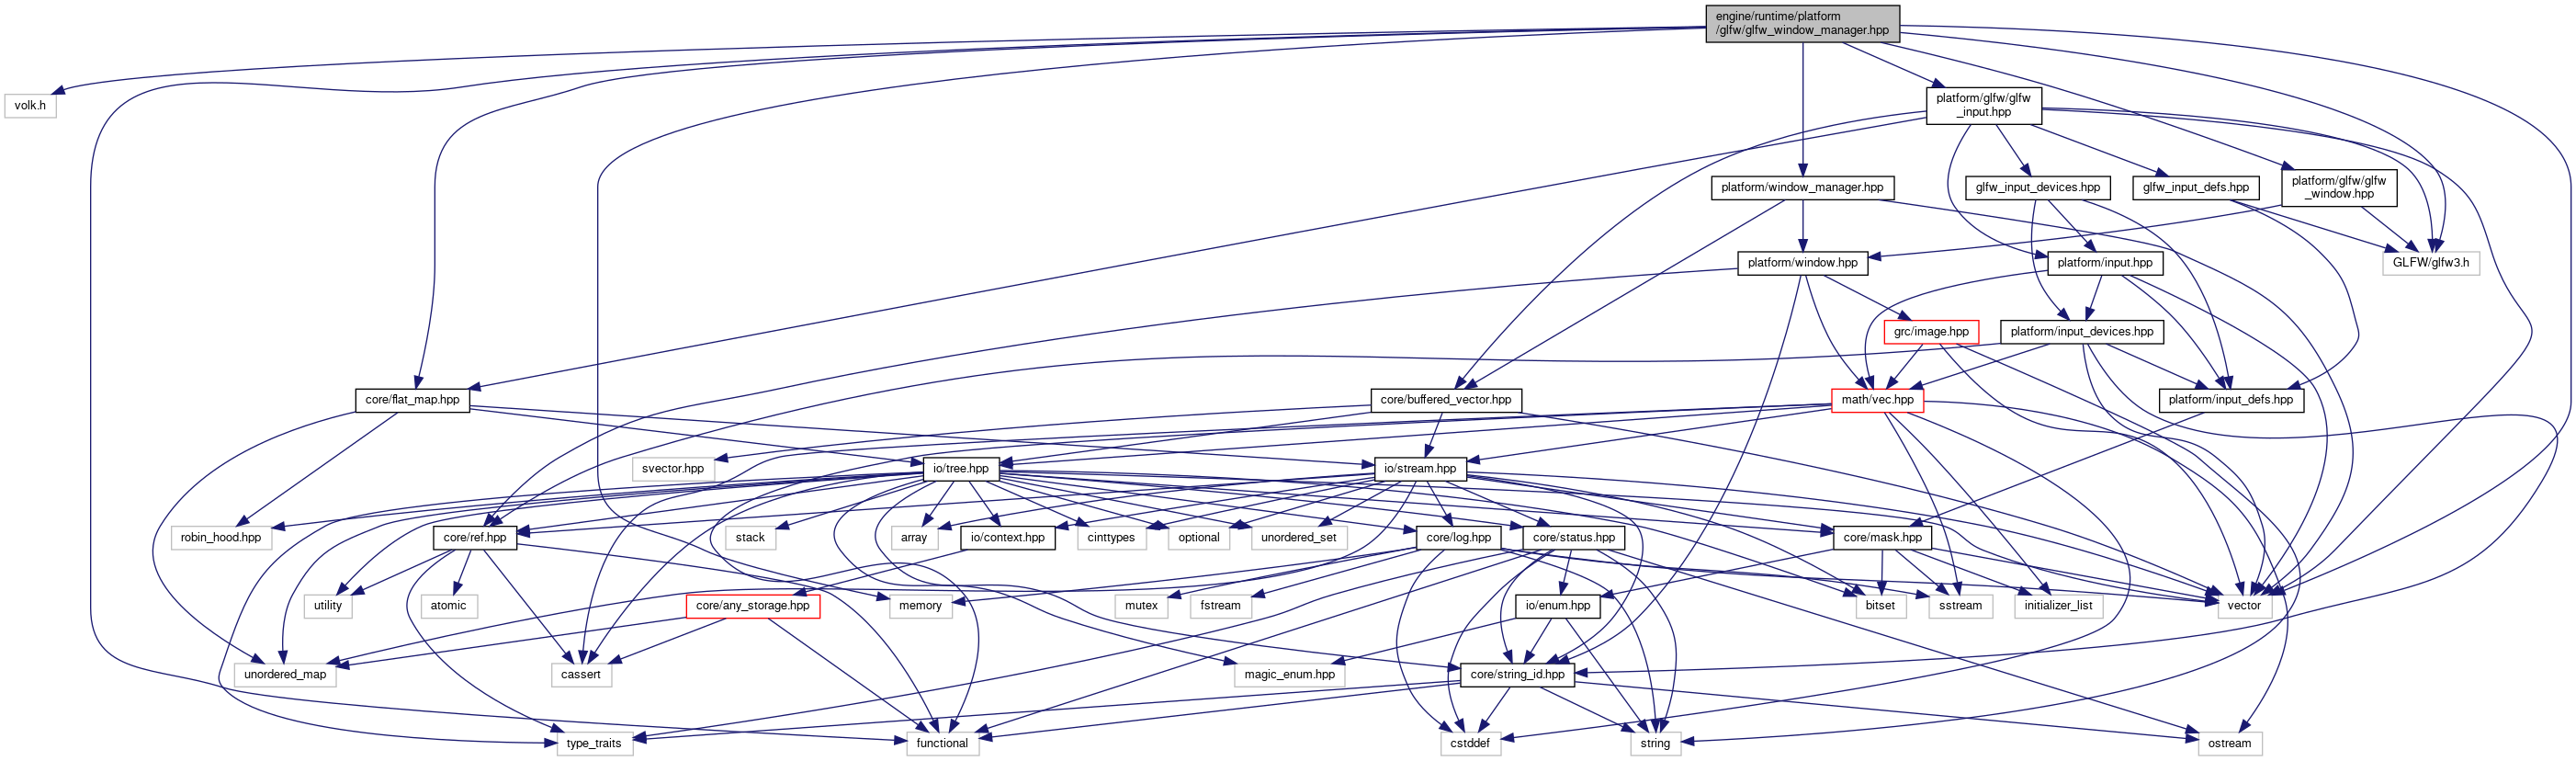 engine/runtime/platform
/glfw/glfw_window_manager.hpp
volk.h
platform/glfw/glfw
_input.hpp
platform/window_manager.hpp
glfw_input_devices.hpp
glfw_input_defs.hpp
platform/glfw/glfw
_window.hpp
platform/window.hpp
platform/input.hpp
GLFW/glfw3.h
grc/image.hpp
platform/input_devices.hpp
core/flat_map.hpp
core/buffered_vector.hpp
math/vec.hpp
platform/input_defs.hpp
svector.hpp
io/tree.hpp
io/stream.hpp
robin_hood.hpp
core/ref.hpp
stack
array
io/context.hpp
cinttypes
optional
unordered_set
core/log.hpp
core/status.hpp
core/mask.hpp
utility
atomic
core/any_storage.hpp
memory
mutex
fstream
io/enum.hpp
bitset
sstream
initializer_list
vector
unordered_map
cassert
magic_enum.hpp
core/string_id.hpp
type_traits
functional
cstddef
string
ostream